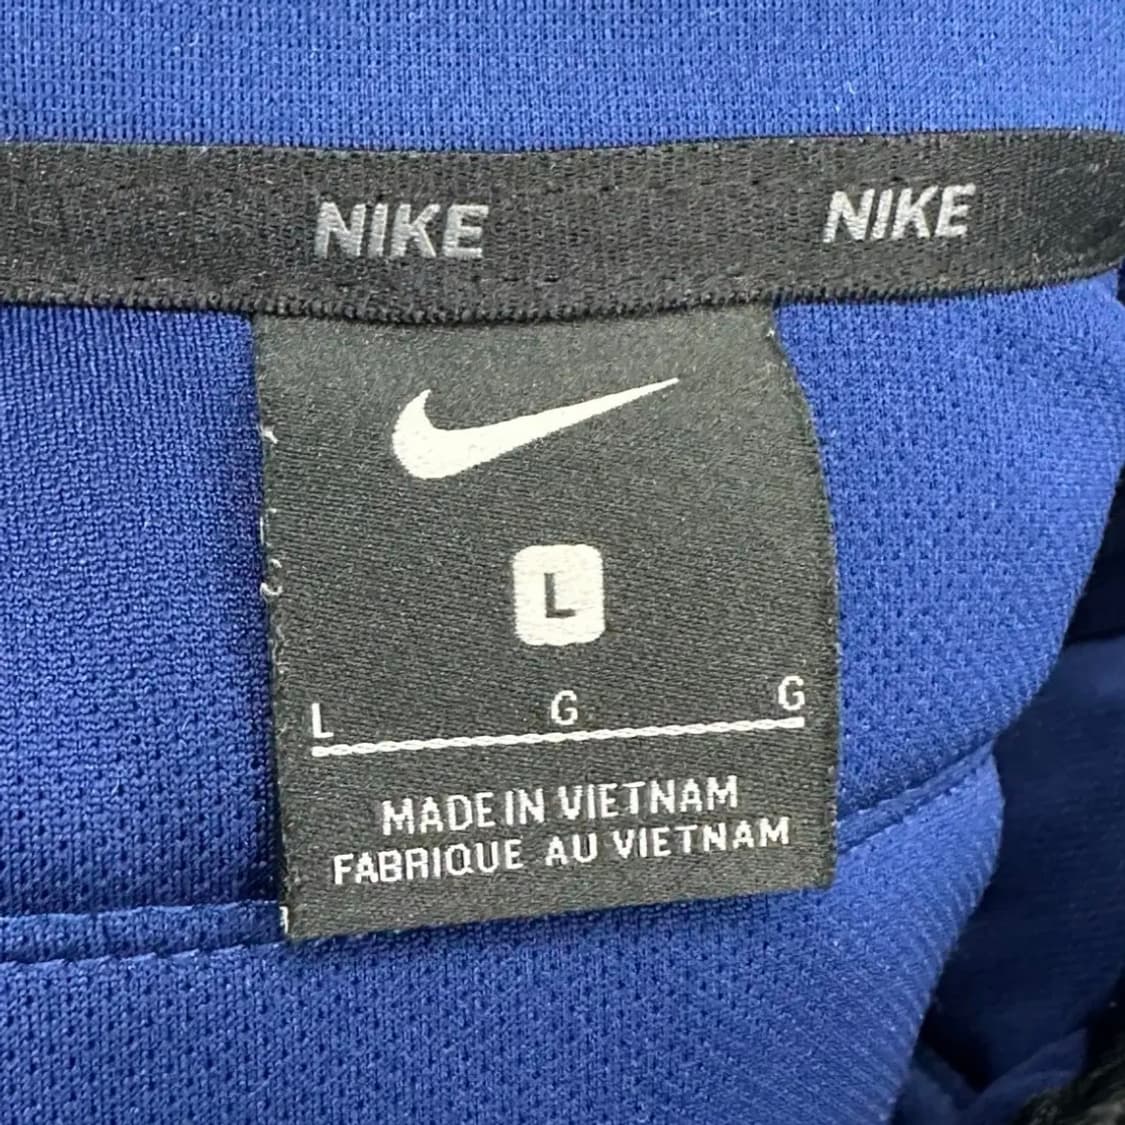 NIKE NIKE
L
L G G
MADE IN VIETNAM
FABRIQUE AU VIETNAM